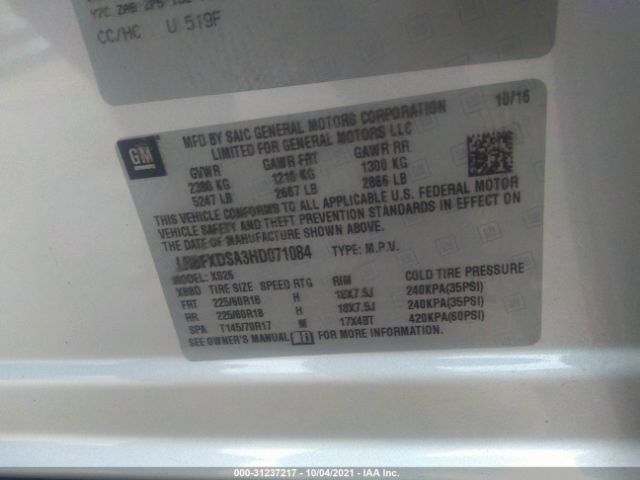 CC/HC U 519F
10/16
GM
MFD BY SAIC GENERAL MOTORS CORPORATION
LIMITED FOR GENERAL MOTORS LLC
GVWR GAWR FRT GAWR RR
2380 KG 1210 KG 1300 KG
5247 LB 2667 LB 2866 LB
THIS VEHICLE CONFORMS TO ALL APPLICABLE U.S. FEDERAL MOTOR
VEHICLE SAFETY AND THEFT PREVENTION STANDARDS IN EFFECT ON
THE DATE OF MANUFACTURE SHOWN ABOVE.
LRBFXDSA3HD071084 TYPE: M.P.V.
MODEL: XS26
XBBD TIRE SIZE SPEED RTG RIM COLD TIRE PRESSURE
FRT 225/60R18 H 18X7.5J 240KPA(35PSI)
RR 225/60R18 H 18X7.5J 240KPA(35PSI)
SPA T145/70R17 M 17X4BT 420KPA(60PSI)
SEE OWNER'S MANUAL FOR MORE INFORMATION
000-31237217 - 10/04/2021 - IAA Inc.